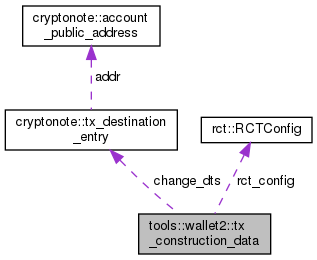 cryptonote::account
_public_address
addr
cryptonote::tx_destination
_entry
rct::RCTConfig
change_dts
rct_config
tools::wallet2::tx
_construction_data